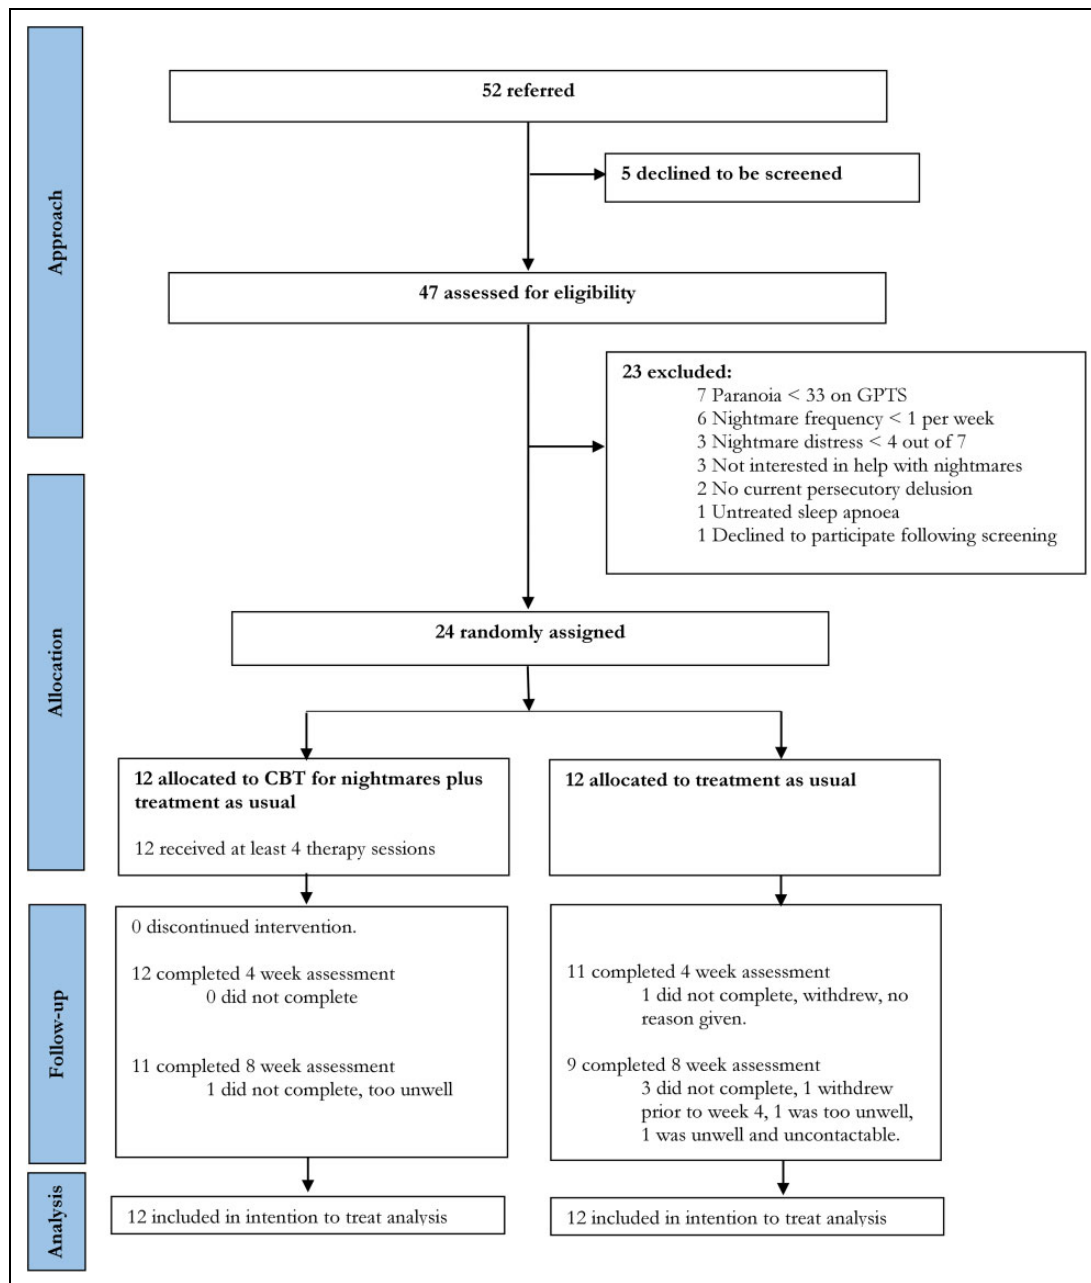 Approach
52 referred
5 declined to be screened
47 assessed for eligibility
23 excluded:
7 Paranoia < 33 on GPTS
6 Nightmare frequency < 1 per week
3 Nightmare distress < 4 out of 7
3 Not interested in help with nightmares
2 No current persecutory delusion
1 Untreated sleep apnoea
1 Declined to participate following screening
Allocation
24 randomly assigned
12 allocated to CBT for nightmares plus
treatment as usual
12 received at least 4 therapy sessions
12 allocated to treatment as usual
Follow-up
0 discontinued intervention.
12 completed 4 week assessment
0 did not complete
11 completed 8 week assessment
1 did not complete, too unwell
11 completed 4 week assessment
1 did not complete, withdrew, no
reason given.
9 completed 8 week assessment
3 did not complete, 1 withdrew
prior to week 4, 1 was too unwell,
1 was unwell and uncontactable.
Analysis
12 included in intention to treat analysis
12 included in intention to treat analysis